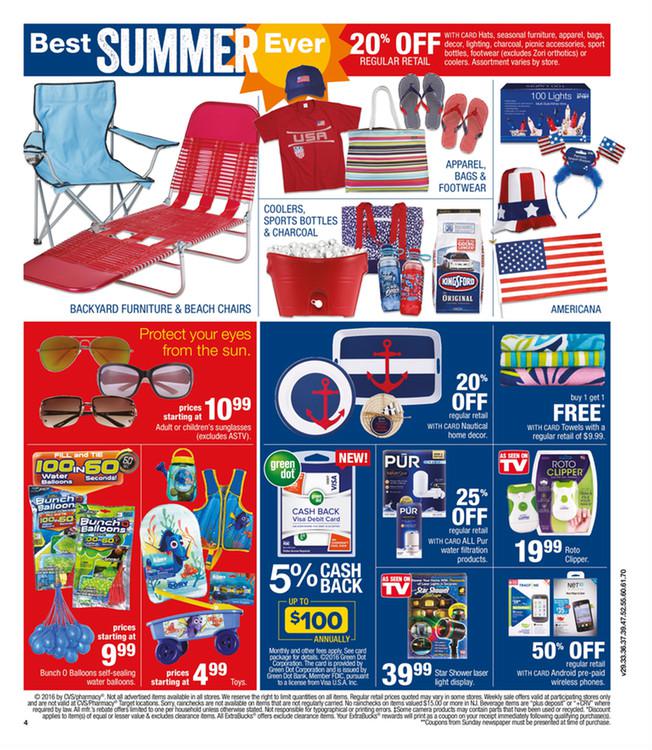 Best SUMMER Ever
20% OFF
REGULAR RETAIL
WITH CARD Hats, seasonal furniture, apparel, bags,
decor, lighting, charcoal, picnic accessories, sport
bottles, footwear (excludes Zori orthotics) or
coolers. Assortment varies by store.
USA
100 Lights
APPAREL,
BAGS &
FOOTWEAR
COOLERS,
SPORTS BOTTLES
& CHARCOAL
KINGSFORD
ORIGINAL
BACKYARD FURNITURE & BEACH CHAIRS
AMERICANA
Protect your eyes
from the sun.
prices
starting at 10.99
Adult or children's sunglasses
(excludes ASTV).
20%
OFF
regular retail
WITH CARD Nautical
home decor.
buy 1 get 1
FREE*
WITH CARD Towels with a
regular retail of $9.99.
FILL and TIE
100 IN 60
Water Balloons
Seconds!
Bunch O
Balloons
100 60
Bunch O
Balloons
prices
starting at
9.99
Bunch O Balloons self-sealing
water balloons.
prices
starting at 4.99 Toys.
green
dot
NEW!
VISA
CASH BACK
Visa Debit Card
5% CASH
BACK
UP TO
$100
ANNUALLY
Monthly and other fees apply. See card
package for details. ©2016 Green Dot
Corporation. The card is provided by
Green Dot Corporation and is issued by
Green Dot Bank, Member FDIC, pursuant
to a license from Visa U.S.A. Inc.
PUR
PUR
25%
OFF
regular retail
WITH CARD ALL Pur
water filtration
products.
AS SEEN ON
TV
ROTO
CLIPPER
19.99 Roto
Clipper.
AS SEEN ON
TV
Star Shower
39.99 Star Shower laser
light display.
TRACFONE
NET10
50% OFF
regular retail
WITH CARD Android pre-paid
wireless phones.
v29.33.36.37.39.47.52.55.60.61.70
© 2016 by CVS/pharmacy®. Not all advertised items available in all stores. We reserve the right to limit quantities on all items. Regular retail prices quoted may vary in some stores. Weekly sale offers valid at participating stores only
and are not valid at CVS/Pharmacy® Target locations. Sorry, rainchecks are not available on items that are not regularly carried. No rainchecks on items valued $15.00 or more in NJ. Beverage items are "plus deposit" or "+CRV" where
required by law. All mfr.'s rebate offers limited to one per household unless otherwise stated. Not responsible for typographical or printing errors. ‡Some camera products may contain parts that have been used or recycled. *Discount
applies to item(s) of equal or lesser value & excludes clearance items. All ExtraBucks® offers exclude clearance items. Your ExtraBucks® rewards will print as a coupon on your receipt immediately following qualifying purchase(s).
**Coupons from Sunday newspaper must be presented at time of purchase.
4